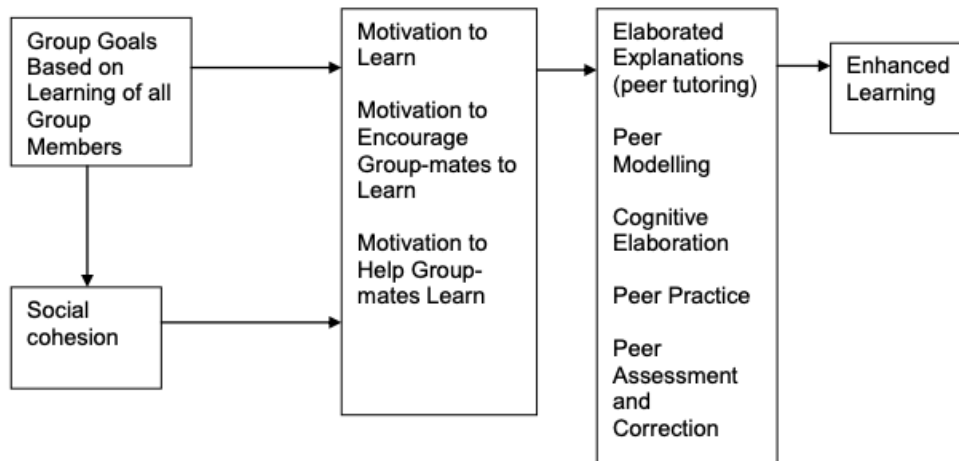 Group Goals
Based on
Learning of all
Group
Members
Social
cohesion
Motivation to
Learn
Motivation to
Encourage
Group-mates to
Learn
Motivation to
Help Group-
mates Learn
Elaborated
Explanations
(peer tutoring)
Peer
Modelling
Cognitive
Elaboration
Peer Practice
Peer
Assessment
and
Correction
Enhanced
Learning